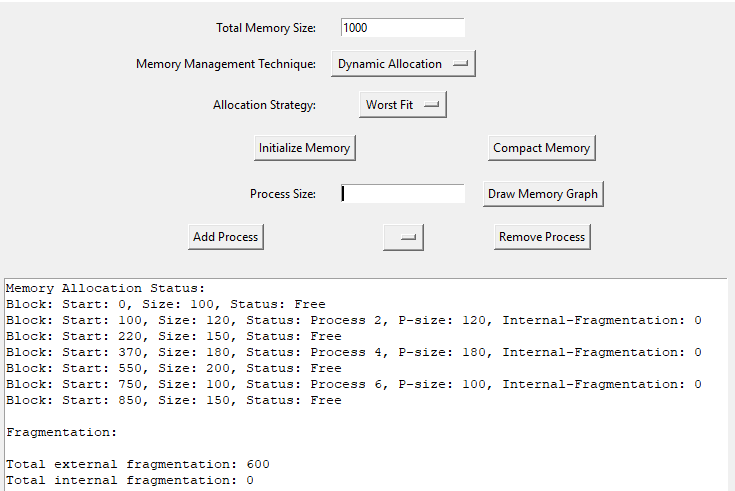 Total Memory Size: 1000
Memory Management Technique: Dynamic Allocation
Allocation Strategy: Worst Fit
Initialize Memory Compact Memory
Process Size: Draw Memory Graph
Add Process Remove Process
Memory Allocation Status:
Block: Start: 0, Size: 100, Status: Free
Block: Start: 100, Size: 120, Status: Process 2, P-size: 120, Internal-Fragmentation: 0
Block: Start: 220, Size: 150, Status: Free
Block: Start: 370, Size: 180, Status: Process 4, P-size: 180, Internal-Fragmentation: 0
Block: Start: 550, Size: 200, Status: Free
Block: Start: 750, Size: 100, Status: Process 6, P-size: 100, Internal-Fragmentation: 0
Block: Start: 850, Size: 150, Status: Free
Fragmentation:
Total external fragmentation: 600
Total internal fragmentation: 0